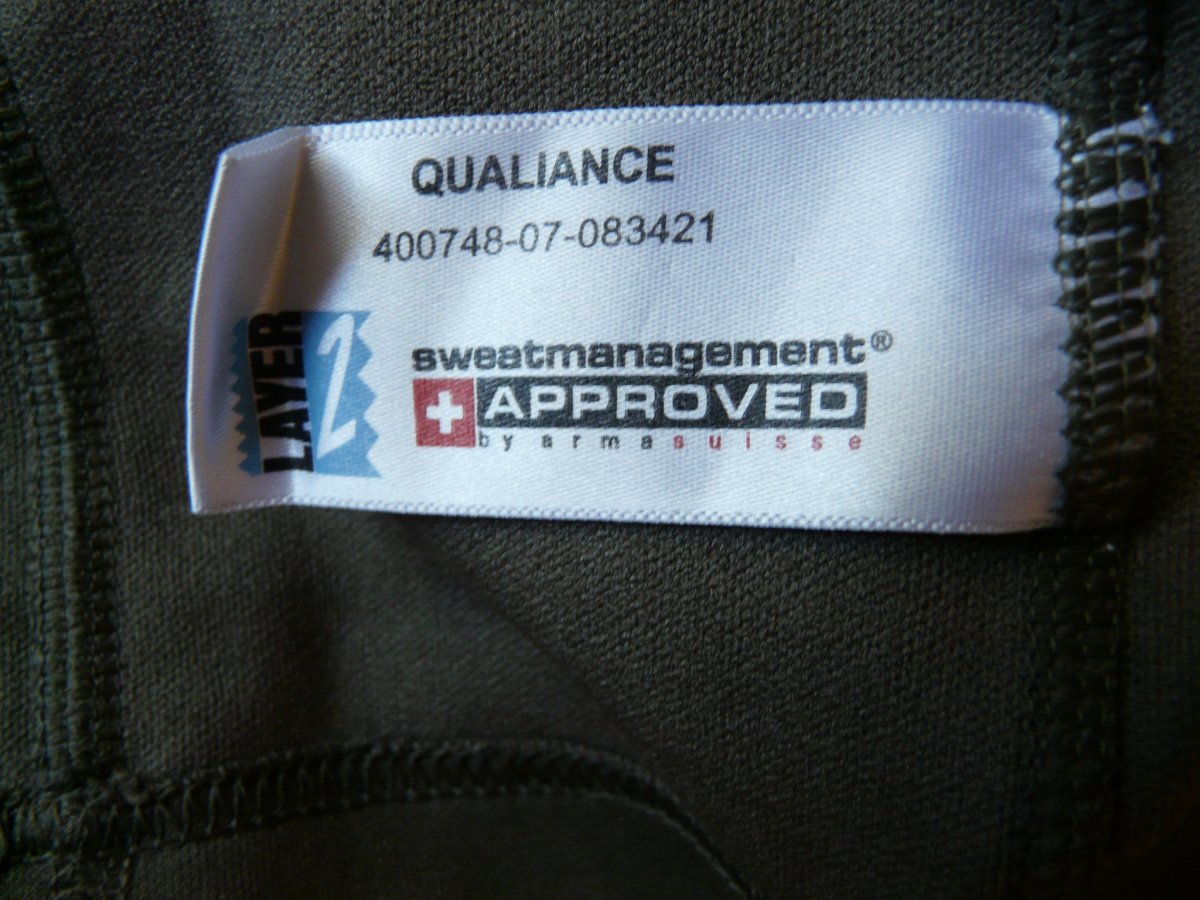 QUALIANCE
400748-07-083421
LAYER 2
sweatmanagement®
APPROVED
by armasuisse